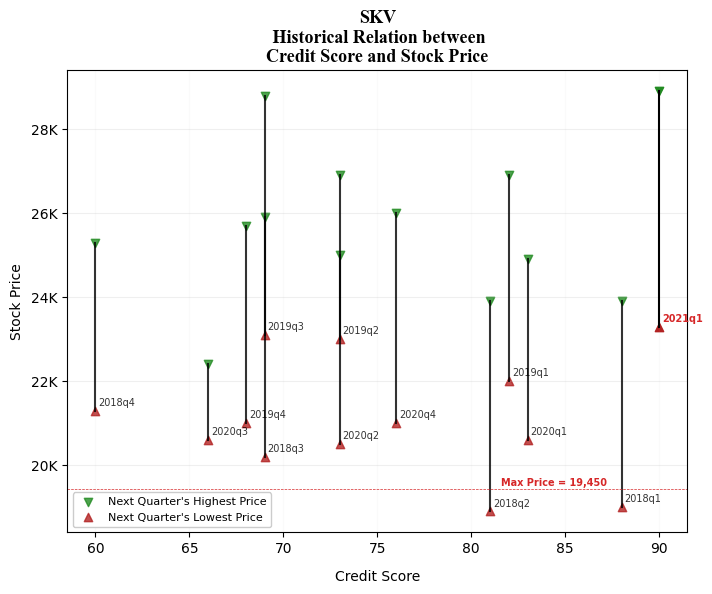 SKV
Historical Relation between
Credit Score and Stock Price
Stock Price
28K
26K
24K
22K
20K
2021q1
2019q3
2019q2
2019q1
2018q4
2019q4
2020q4
2020q3
2020q2
2020q1
2018q3
Max Price = 19,450
2018q2
2018q1
Next Quarter's Highest Price
Next Quarter's Lowest Price
60
65
70
75
80
85
90
Credit Score